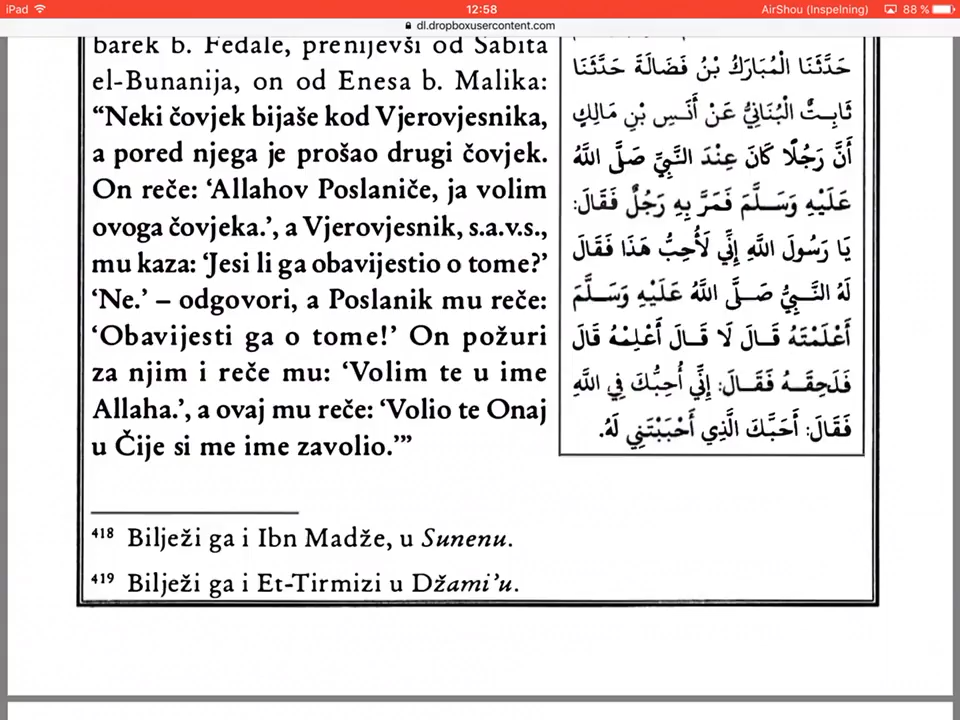 iPad
12:58
AirShou (Inspelning)
88 %
dl.dropboxusercontent.com
barek b. Fedale, prenijevši od Sabita
el-Bunanija, on od Enesa b. Malika:
“Neki čovjek bijaše kod Vjerovjesnika,
a pored njega je prošao drugi čovjek.
On reče: ‘Allahov Poslaniče, ja volim
ovoga čovjeka.’, a Vjerovjesnik, s.a.v.s.,
mu kaza: ‘Jesi li ga obavijestio o tome?’
‘Ne.’ – odgovori, a Poslanik mu reče:
‘Obavijesti ga o tome!’ On požuri
za njim i reče mu: ‘Volim te u ime
Allaha.’, a ovaj mu reče: ‘Volio te Onaj
u Čije si me ime zavolio.’”
حَدَّثَنَا الْمُبَارَكُ بْنُ فَضَالَةَ حَدَّثَنَا
ثَابِتٌ الْبُنَانِيُّ عَنْ أَنَسِ بْنِ مَالِكٍ
أَنَّ رَجُلًا كَانَ عِنْدَ النَّبِيِّ صَلَّى اللَّهُ
عَلَيْهِ وَسَلَّمَ فَمَرَّ بِهِ رَجُلٌ فَقَالَ:
يَا رَسُولَ اللَّهِ إِنِّي لَأُحِبُّ هَذَا فَقَالَ
لَهُ النَّبِيُّ صَلَّى اللَّهُ عَلَيْهِ وَسَلَّمَ
أَعْلَمْتَهُ قَالَ لَا قَالَ أَعْلِمْهُ قَالَ
فَلَحِقَهُ فَقَالَ: إِنِّي أُحِبُّكَ فِي اللَّهِ
فَقَالَ: أَحَبَّكَ الَّذِي أَحْبَبْتَنِي لَهُ.
418 Bilježi ga i Ibn Madže, u Sunenu.
419 Bilježi ga i Et-Tirmizi u Džami’u.